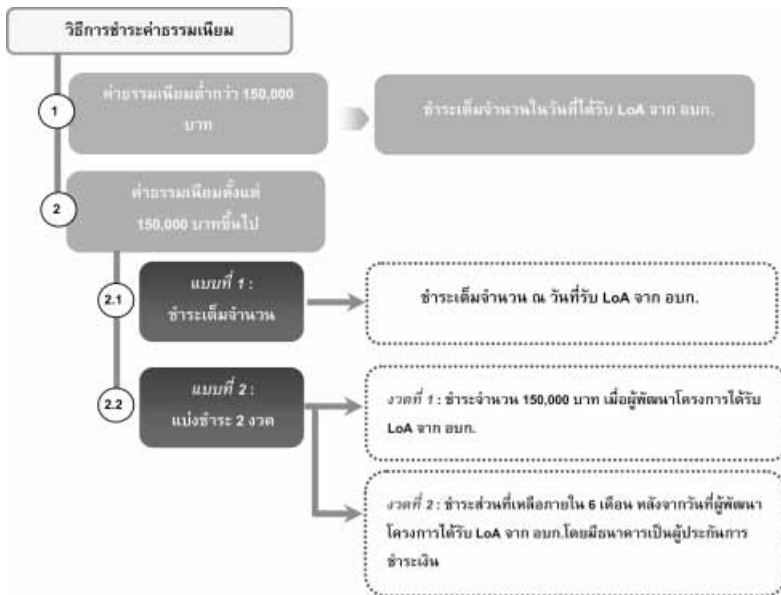 วิธีการชำระค่าธรรมเนียม
1
ค่าธรรมเนียมต่ำกว่า 150,000
บาท
ชำระเต็มจำนวนในวันที่ได้รับ LoA จาก อบก.
2
ค่าธรรมเนียมตั้งแต่
150,000 บาทขึ้นไป
2.1
แบบที่ 1 :
ชำระเต็มจำนวน
ชำระเต็มจำนวน ณ วันที่รับ LoA จาก อบก.
2.2
แบบที่ 2 :
แบ่งชำระ 2 งวด
งวดที่ 1 : ชำระจำนวน 150,000 บาท เมื่อผู้พัฒนาโครงการได้รับ
LoA จาก อบก.
งวดที่ 2 : ชำระส่วนที่เหลือภายใน 6 เดือน หลังจากวันที่ผู้พัฒนา
โครงการได้รับ LoA จาก อบก.โดยมีธนาคารเป็นผู้ประกันการ
ชำระเงิน